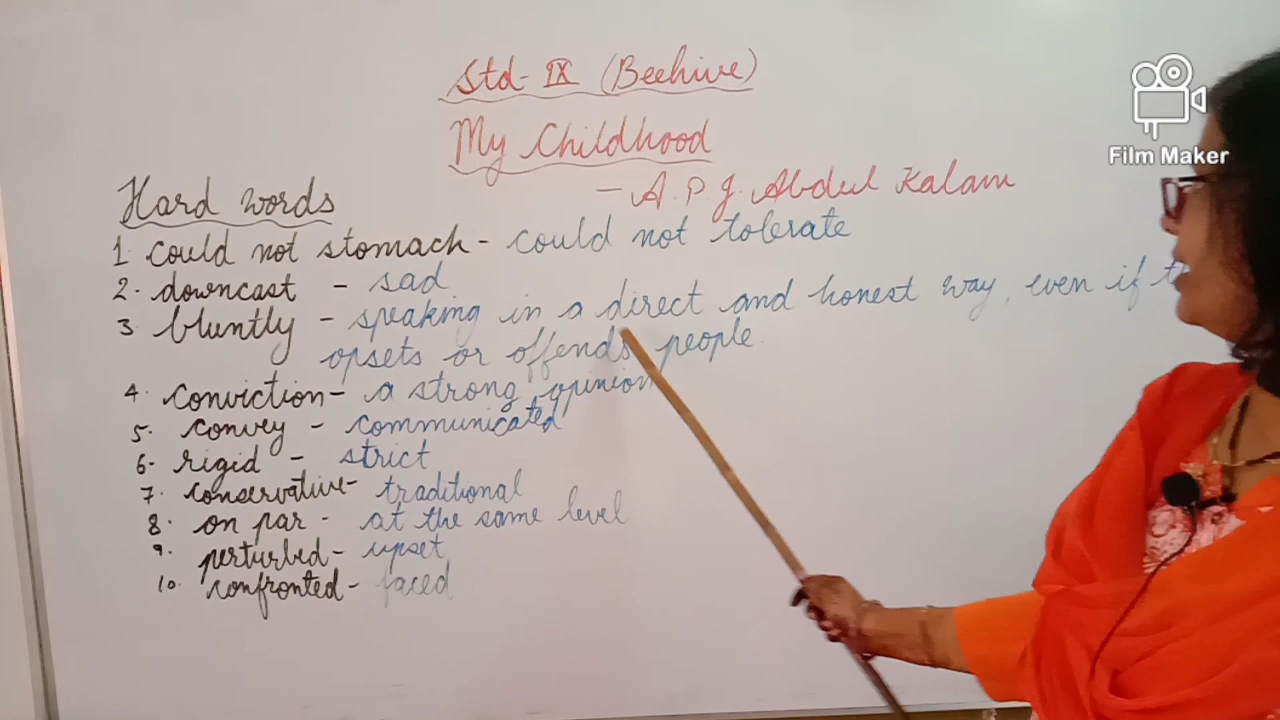 Std- IX (Beehive)
My Childhood
- A. P J. Abdul Kalam
Hard words
1. could not stomach - could not tolerate
2. downcast - sad
3. bluntly - speaking in a direct and honest way, even if
opsets or offends people.
4. conviction - a strong opinion
5. convey - communicated
6- rigid - strict
7. conservative - traditional
8. on par - at the same level
9. perturbed - upset
10. confronted - faced
Film Maker